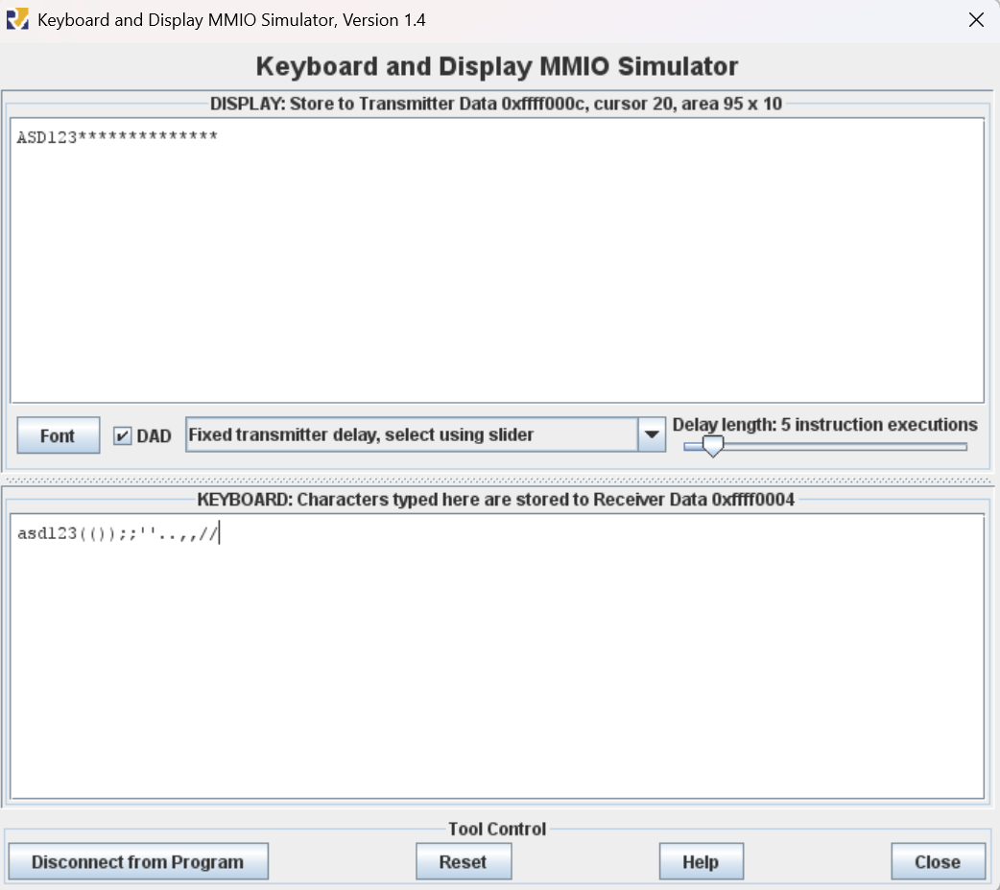 Keyboard and Display MMIO Simulator, Version 1.4
Keyboard and Display MMIO Simulator
DISPLAY: Store to Transmitter Data 0xffff000c, cursor 20, area 95 x 10
ASD123**************
Font
DAD
Fixed transmitter delay, select using slider
Delay length: 5 instruction executions
KEYBOARD: Characters typed here are stored to Receiver Data 0xffff0004
asd123(());;''..,,//
Tool Control
Disconnect from Program
Reset
Help
Close